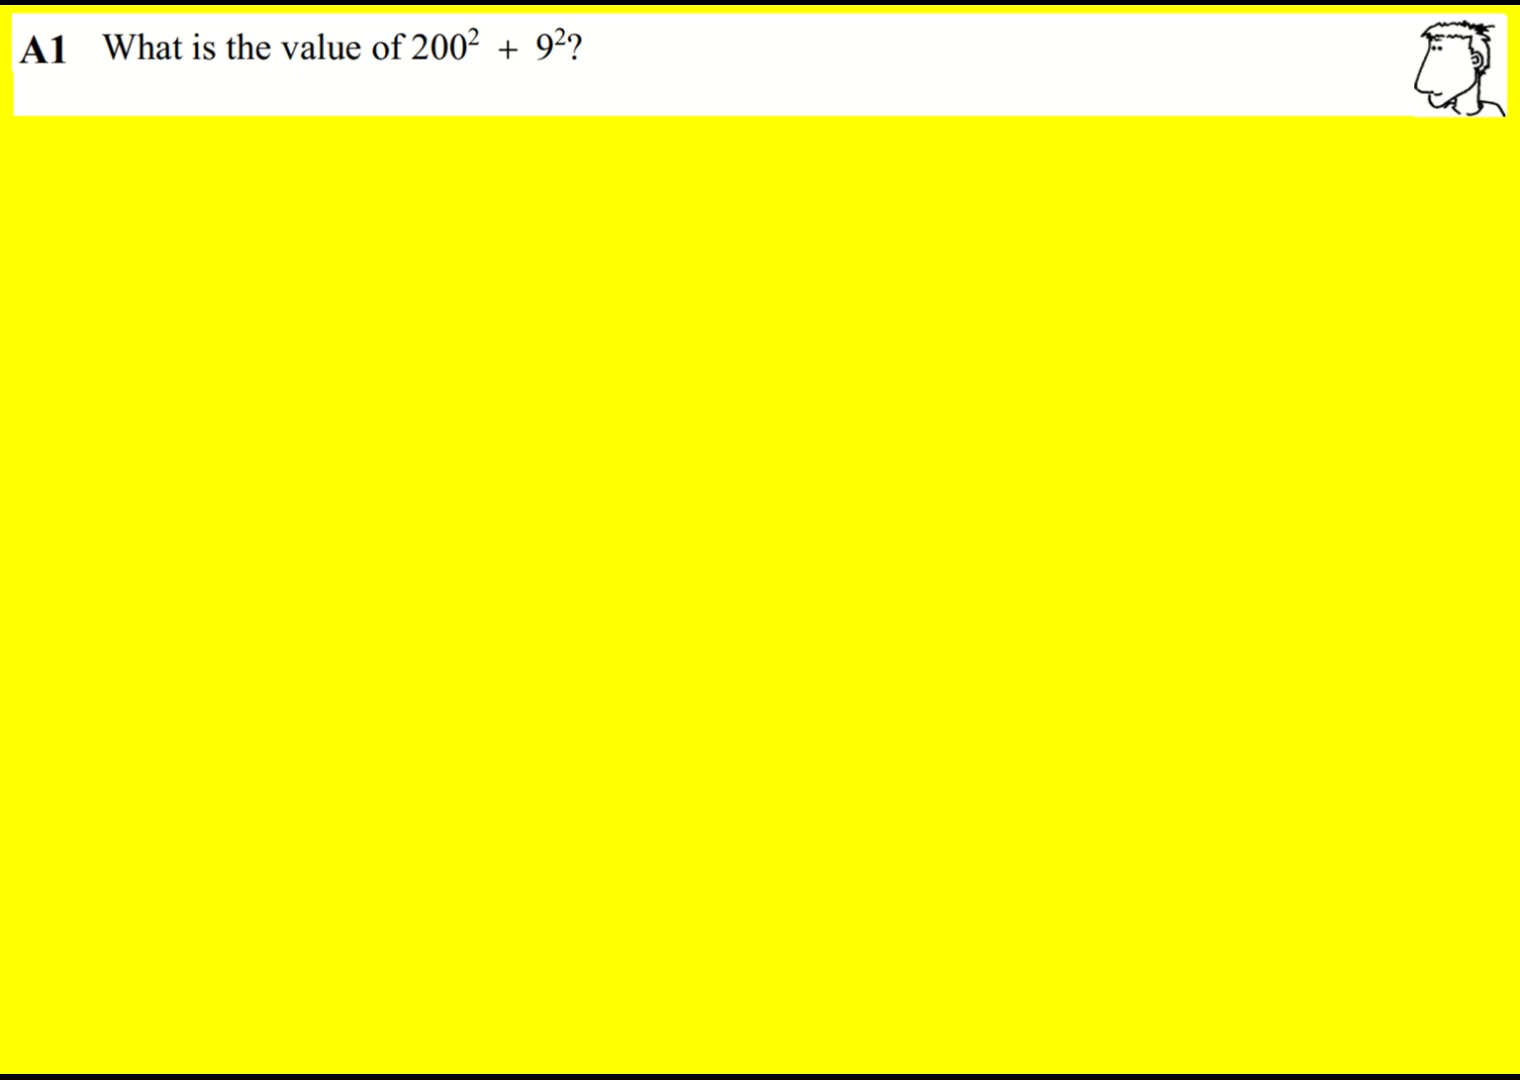 A1 What is the value of 200² + 9²?